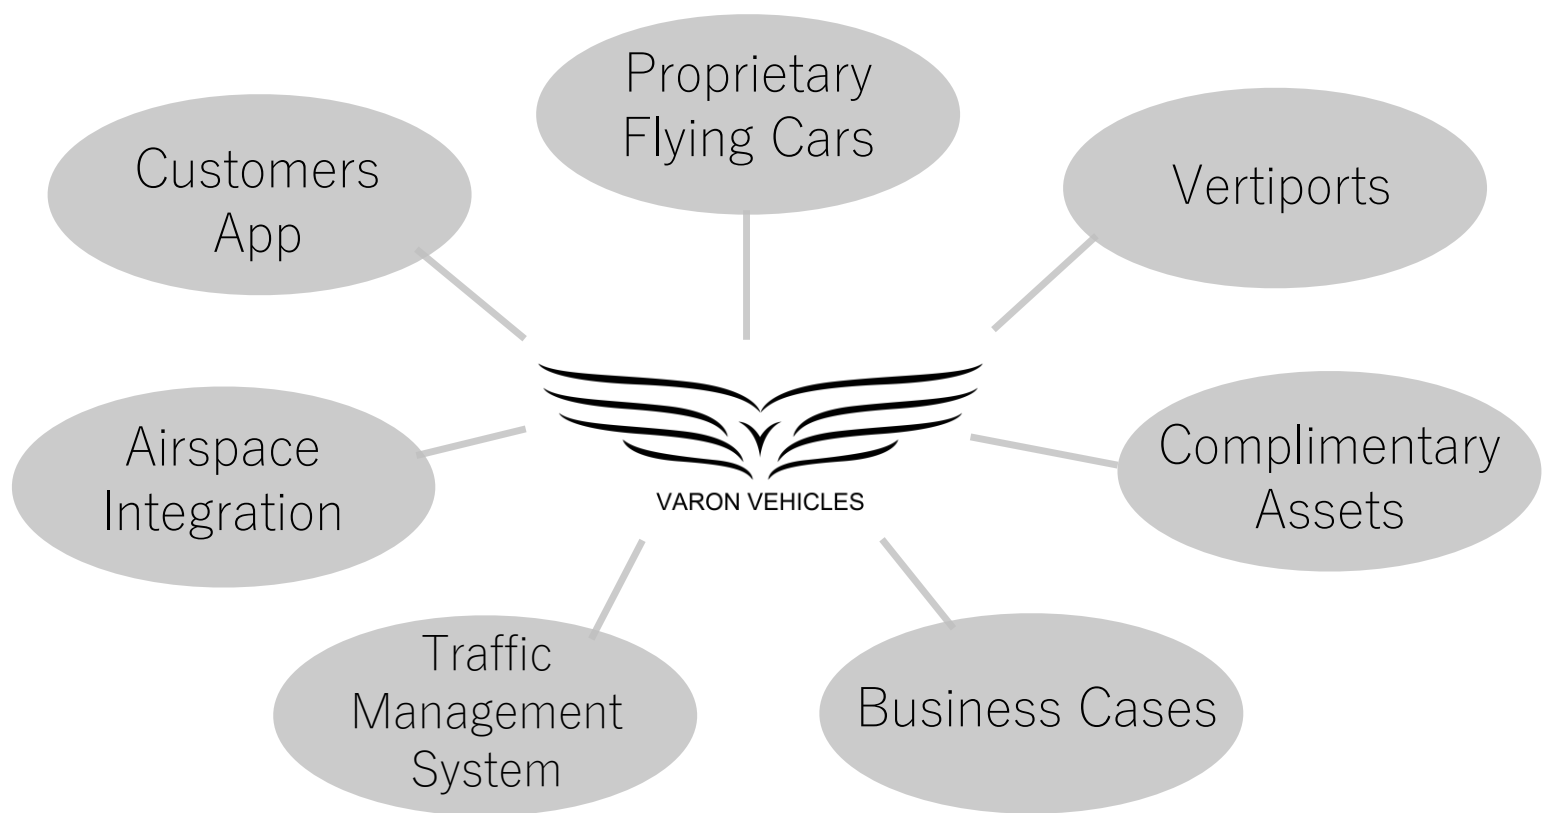 Proprietary
Flying Cars
Customers
App
Vertiports
Airspace
Integration
Complimentary
Assets
VARON VEHICLES
Traffic
Management
System
Business Cases